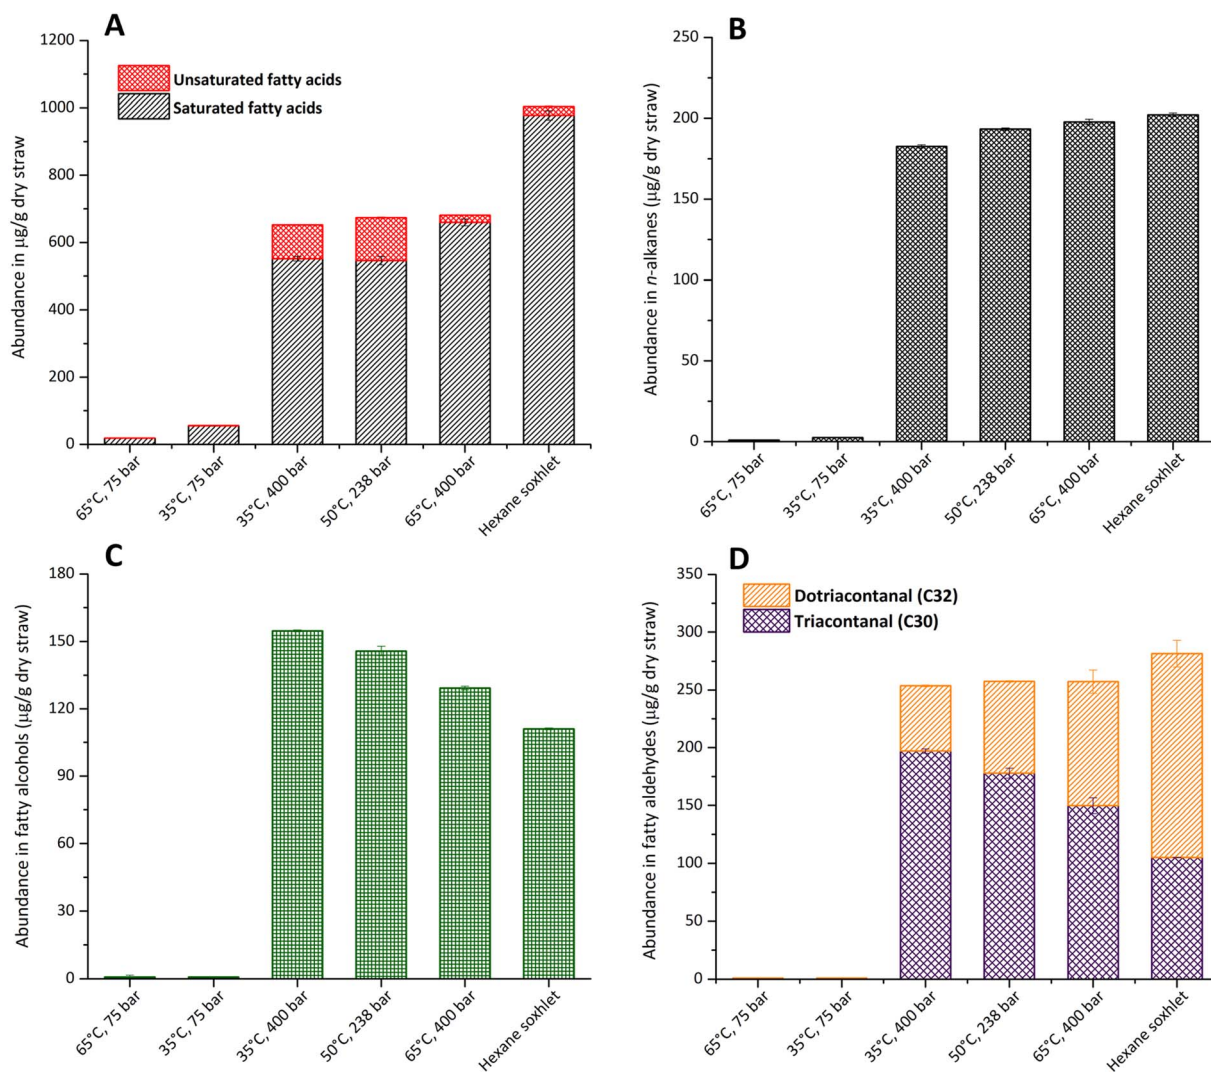 A
Abundance in µg/g dry straw
1200
1000
800
600
400
200
0
Unsaturated fatty acids
Saturated fatty acids
65°C, 75 bar
35°C, 75 bar
35°C, 400 bar
50°C, 238 bar
65°C, 400 bar
Hexane soxhlet
B
Abundance in n-alkanes (µg/g dry straw)
250
200
150
100
50
0
65°C, 75 bar
35°C, 75 bar
35°C, 400 bar
50°C, 238 bar
65°C, 400 bar
Hexane soxhlet
C
Abundance in fatty alcohols (µg/g dry straw)
180
150
120
90
60
30
0
65°C, 75 bar
35°C, 75 bar
35°C, 400 bar
50°C, 238 bar
65°C, 400 bar
Hexane soxhlet
D
Abundance in fatty aldehydes (µg/g dry straw)
350
300
250
200
150
100
50
0
Dotriacontanal (C32)
Triacontanal (C30)
65°C, 75 bar
35°C, 75 bar
35°C, 400 bar
50°C, 238 bar
65°C, 400 bar
Hexane soxhlet